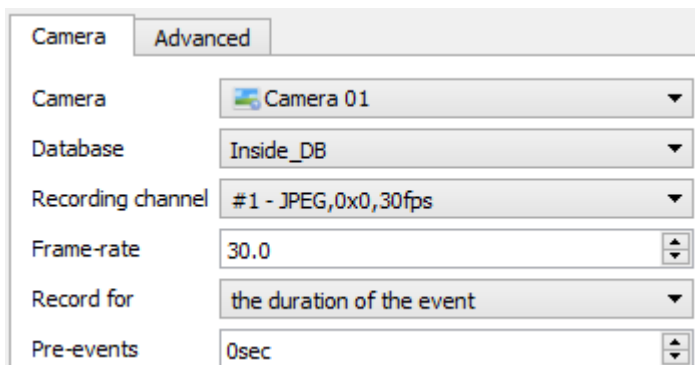 Camera Advanced
Camera Camera 01
Database Inside_DB
Recording channel #1 - JPEG,0x0,30fps
Frame-rate 30.0
Record for the duration of the event
Pre-events 0sec